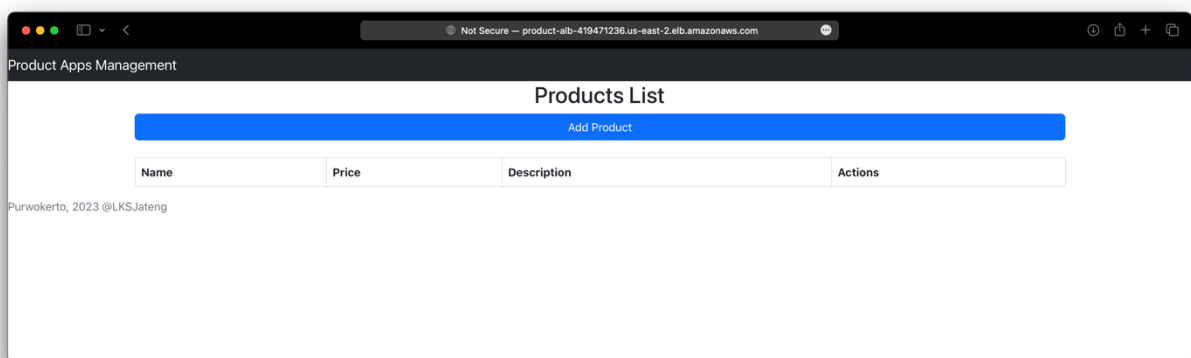 Not Secure — product-alb-419471236.us-east-2.elb.amazonaws.com
Product Apps Management
Products List
Add Product
Name Price Description Actions
Purwokerto, 2023 @LKSJateng